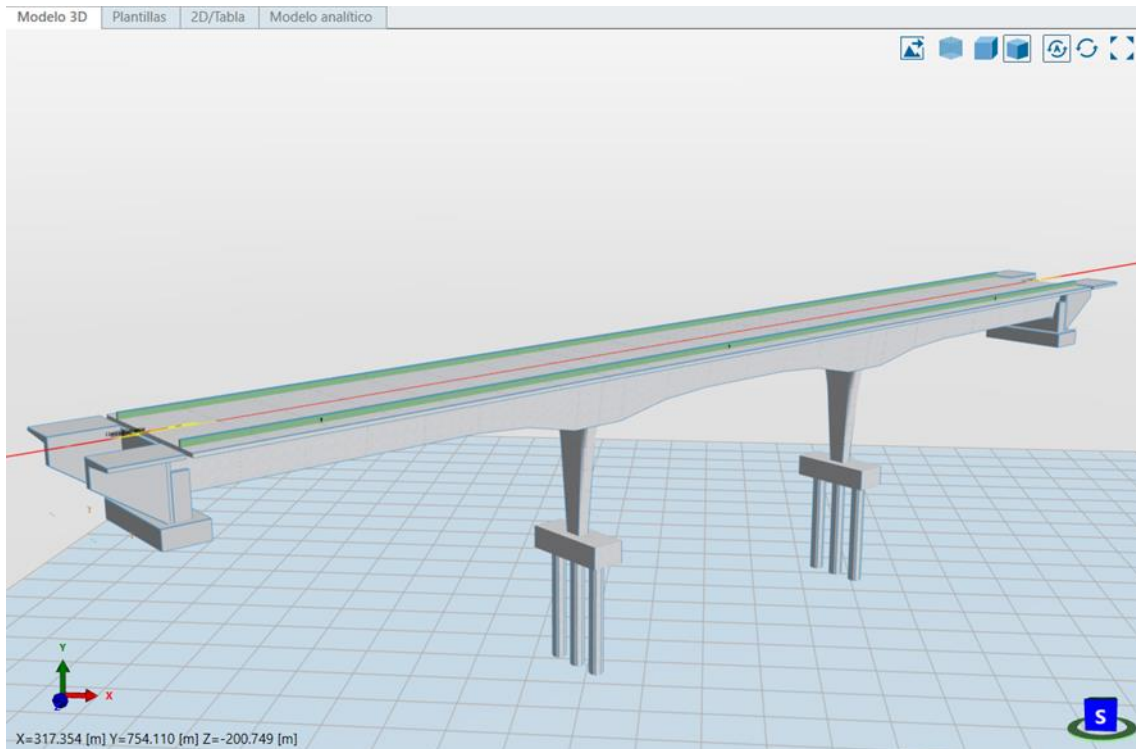 Modelo 3D Plantillas 2D/Tabla Modelo analítico
A
Y
X
Z
S
X=317.354 [m] Y=754.110 [m] Z=-200.749 [m]